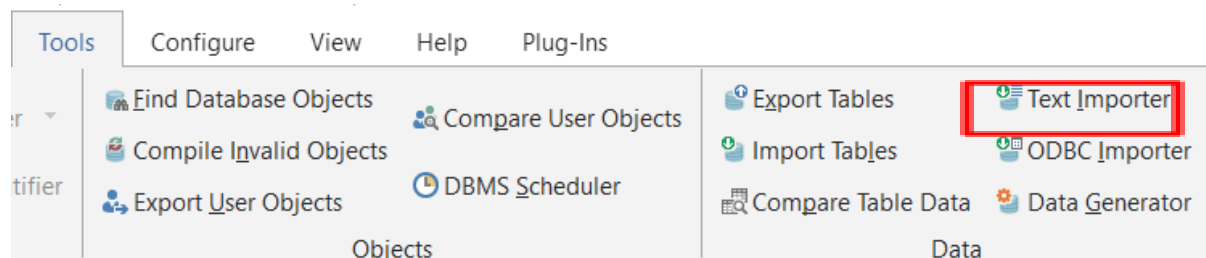 Tools Configure View Help Plug-Ins
Find Database Objects
Compile Invalid Objects
Export User Objects
Compare User Objects
DBMS Scheduler
Objects
Export Tables
Import Tables
Compare Table Data
Text Importer
ODBC Importer
Data Generator
Data